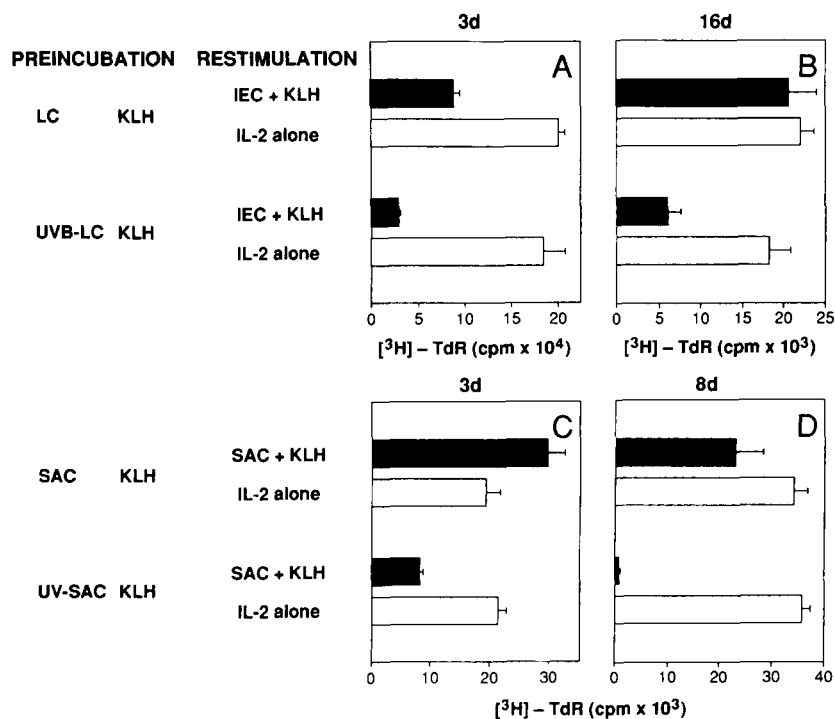 3d 16d
PREINCUBATION RESTIMULATION
A B
LC KLH IEC + KLH
IL-2 alone
UVB-LC KLH IEC + KLH
IL-2 alone
0 5 10 15 20 0 5 10 15 20 25
[³H] – TdR (cpm x 10⁴) [³H] – TdR (cpm x 10³)
3d 8d
C D
SAC KLH SAC + KLH
IL-2 alone
UV-SAC KLH SAC + KLH
IL-2 alone
0 10 20 30 0 10 20 30 40
[³H] – TdR (cpm x 10³)